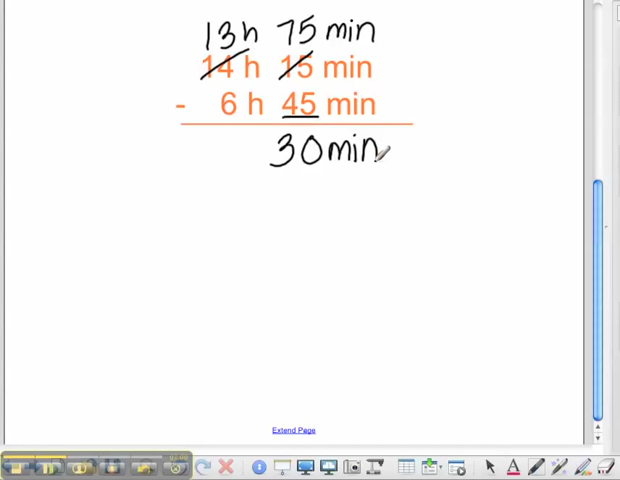 13h 75 min
14 h 15 min
- 6 h 45 min
30min
Extend Page